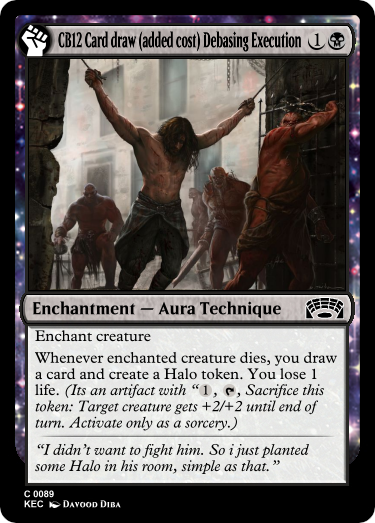 CB12 Card draw (added cost) Debasing Execution 1
Enchantment — Aura Technique
Enchant creature
Whenever enchanted creature dies, you draw
a card and create a Halo token. You lose 1
life. (Its an artifact with “1, , Sacrifice this
token: Target creature gets +2/+2 until end of
turn. Activate only as a sorcery.)
“I didn't want to fight him. So i just planted
some Halo in his room, simple as that.”
C 0089
KEC Davood Diba